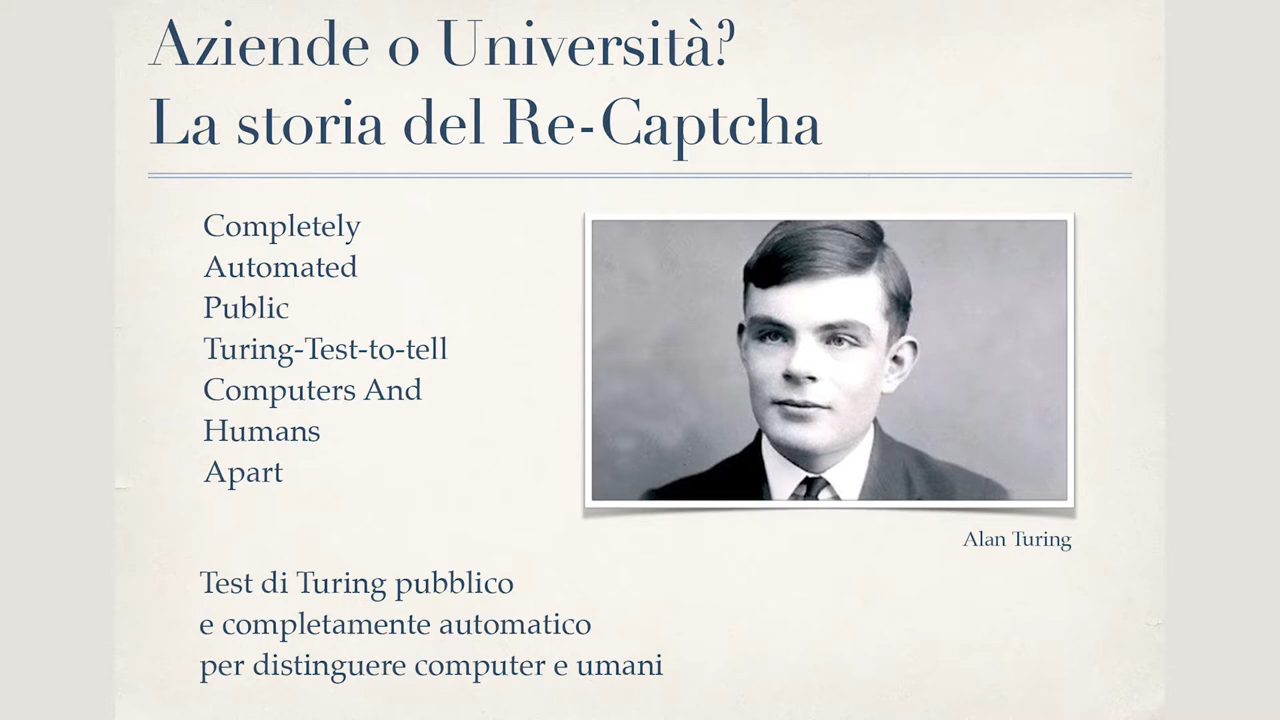 Aziende o Università?
La storia del Re-Captcha
Completely
Automated
Public
Turing-Test-to-tell
Computers And
Humans
Apart
Alan Turing
Test di Turing pubblico
e completamente automatico
per distinguere computer e umani